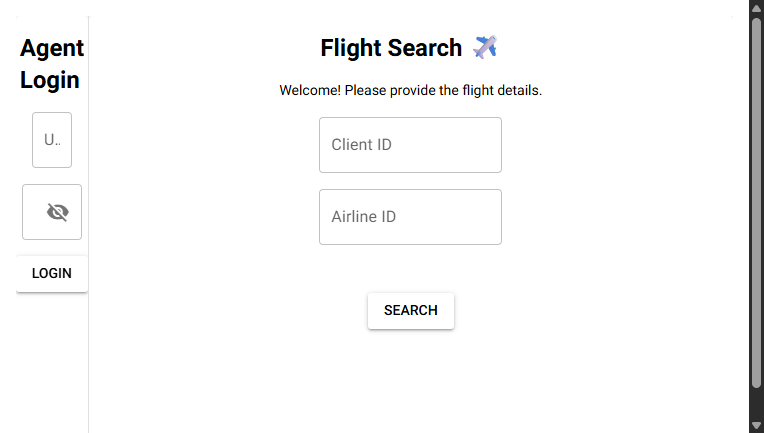 Agent
Login
U..
LOGIN
Flight Search
Welcome! Please provide the flight details.
Client ID
Airline ID
SEARCH